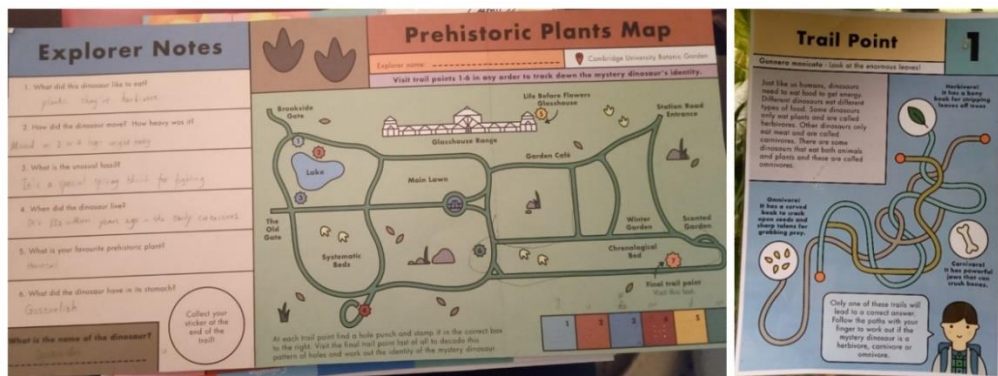 Explorer Notes
1. What did this dinosaur like to eat?
2. How did the dinosaur move? How heavy was it?
3. What is the unusual fossil?
It's a special spikey
for fighting
4. When did the dinosaur live?
years ago - the early cretaceous
5. What is your favourite prehistoric plant?
6. What did the dinosaur have in its stomach?
What is the name of the dinosaur?
Collect your
sticker at the
end of the
trail!
Prehistoric Plants Map
Explorer name:
Cambridge University Botanic Garden
Visit trail points 1-6 in any order to track down the mystery dinosaur's identity.
Brookside
Gate
Life Before Flowers
Glasshouse
Station Road
Entrance
Glasshouse Range
Garden Café
Lake
Main Lawn
The
Old
Gate
Systematic
Beds
Winter
Garden
Scented
Garden
Chronological
Bed
7
Final trail point
Visit this last.
At each trail point find a hole punch and stamp it in the correct box
to the right. Visit the final trail point last of all to decode this
pattern of holes and work out the identity of the mystery dinosaur.
1
2
3
4
5
Trail Point
1
Gunnera manicata - Look at the enormous leaves!
Just like us humans, dinosaurs
need to eat food to get energy.
Different dinosaurs eat different
types of food. Some dinosaurs
only eat plants and are called
herbivores. Other dinosaurs only
eat meat and are called
carnivores. There are some
dinosaurs that eat both animals
and plants and these are called
omnivores.
Herbivore!
It has a bony
beak for stripping
leaves off trees
Omnivore!
It has a curved
beak to crack
open seeds and
sharp talons for
grabbing prey.
Carnivore!
It has powerful
jaws that can
crush bones.
Only one of these trails will
lead to a correct answer.
Follow the paths with your
finger to work out if the
mystery dinosaur is a
herbivore, carnivore or
omnivore.